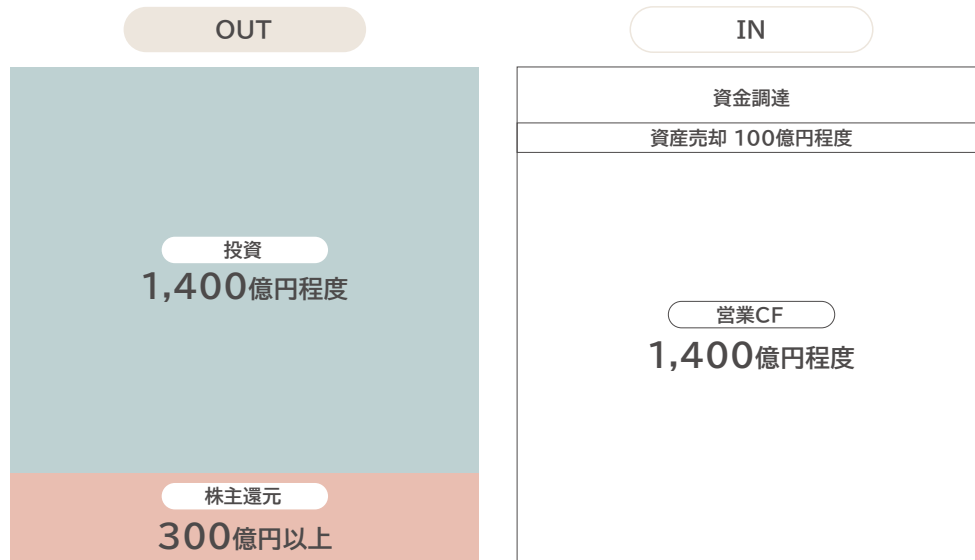 OUT
投資
1,400億円程度
株主還元
300億円以上
IN
資金調達
資産売却 100億円程度
営業CF
1,400億円程度